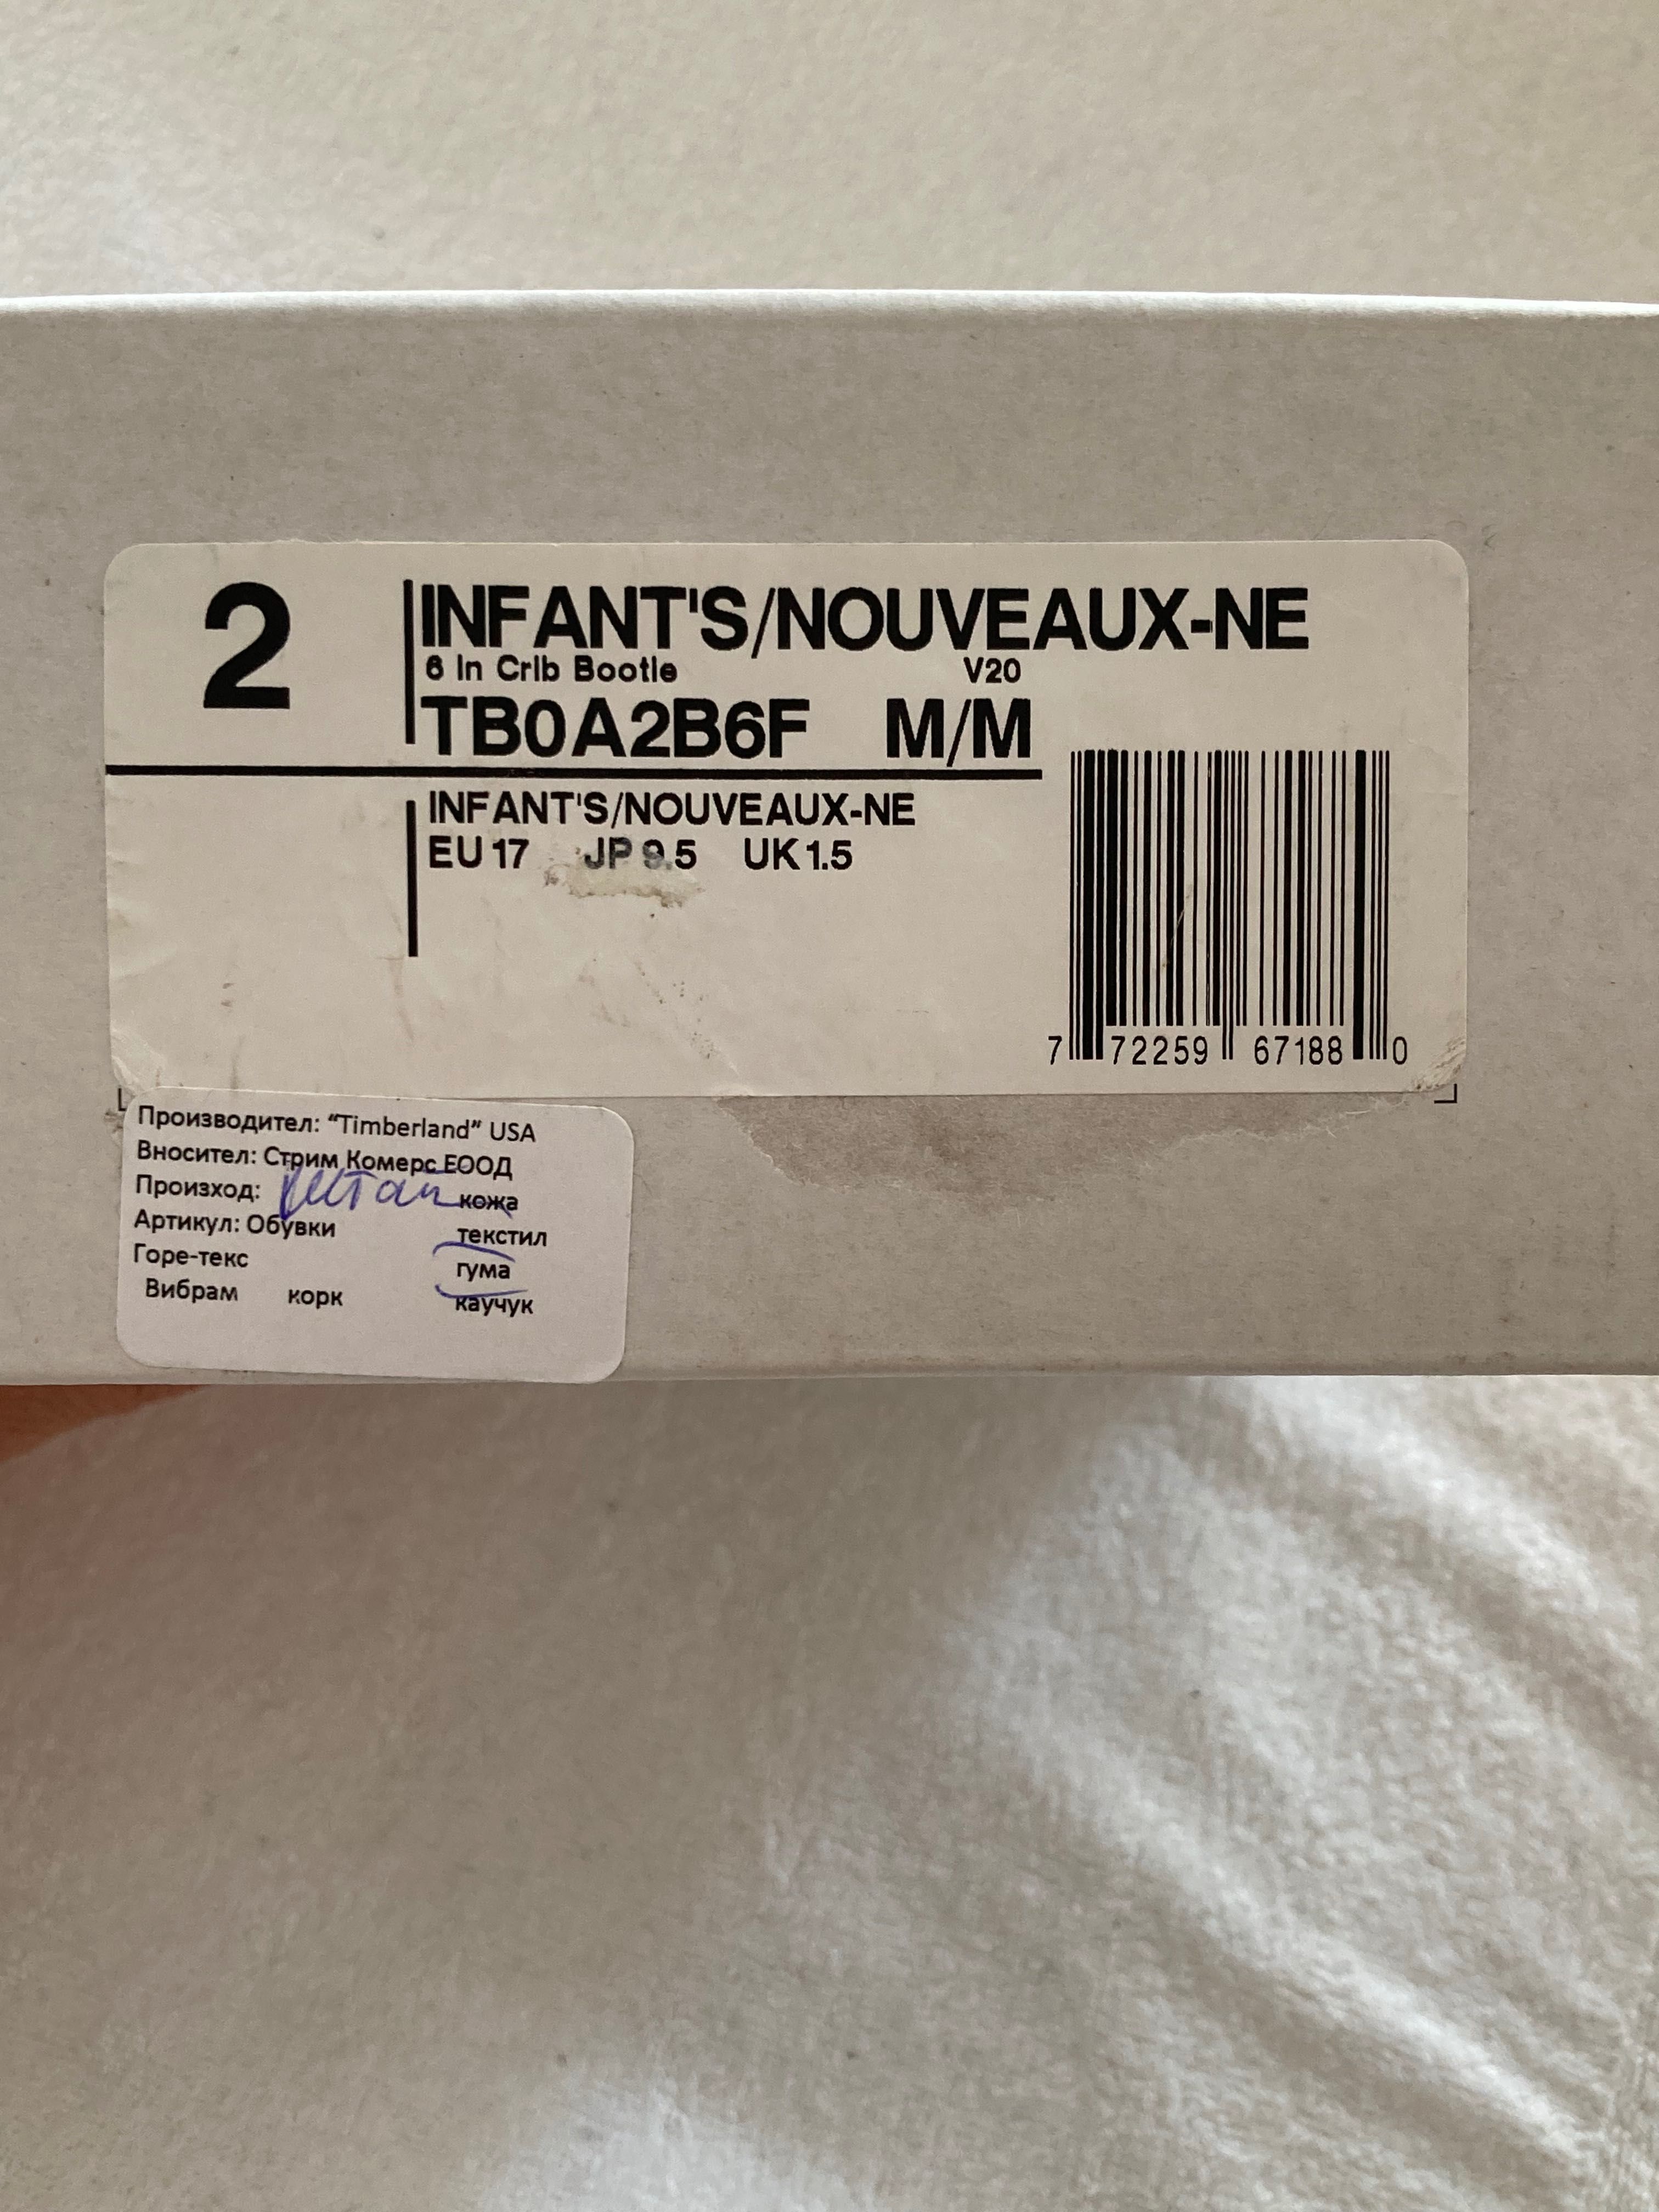 2
INFANT'S/NOUVEAUX-NE
6 In Crib Bootie V20
TB0A2B6F M/M
INFANT'S/NOUVEAUX-NE
EU 17 JP 9.5 UK 1.5
7 72259 67188 0
Производител: “Timberland” USA
Вносител: Стрим Комерс ЕООД
Произход:
кожа
Артикул: Обувки
текстил
Горе-текс
гума
Вибрам корк каучук